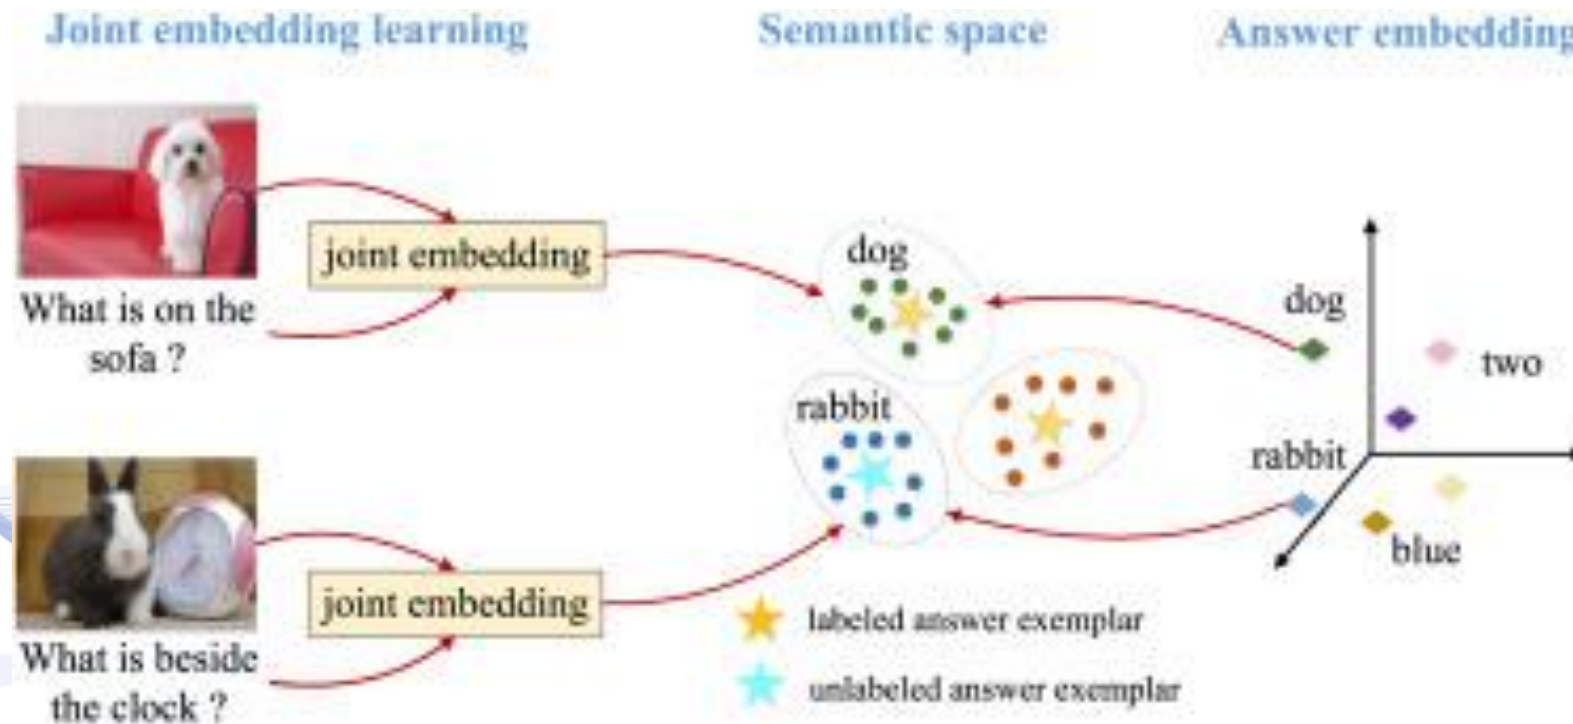 Joint embedding learning
Semantic space
Answer embedding
joint embedding
What is on the
sofa ?
dog
rabbit
dog
two
rabbit
blue
joint embedding
What is beside
the clock ?
labeled answer exemplar
unlabeled answer exemplar